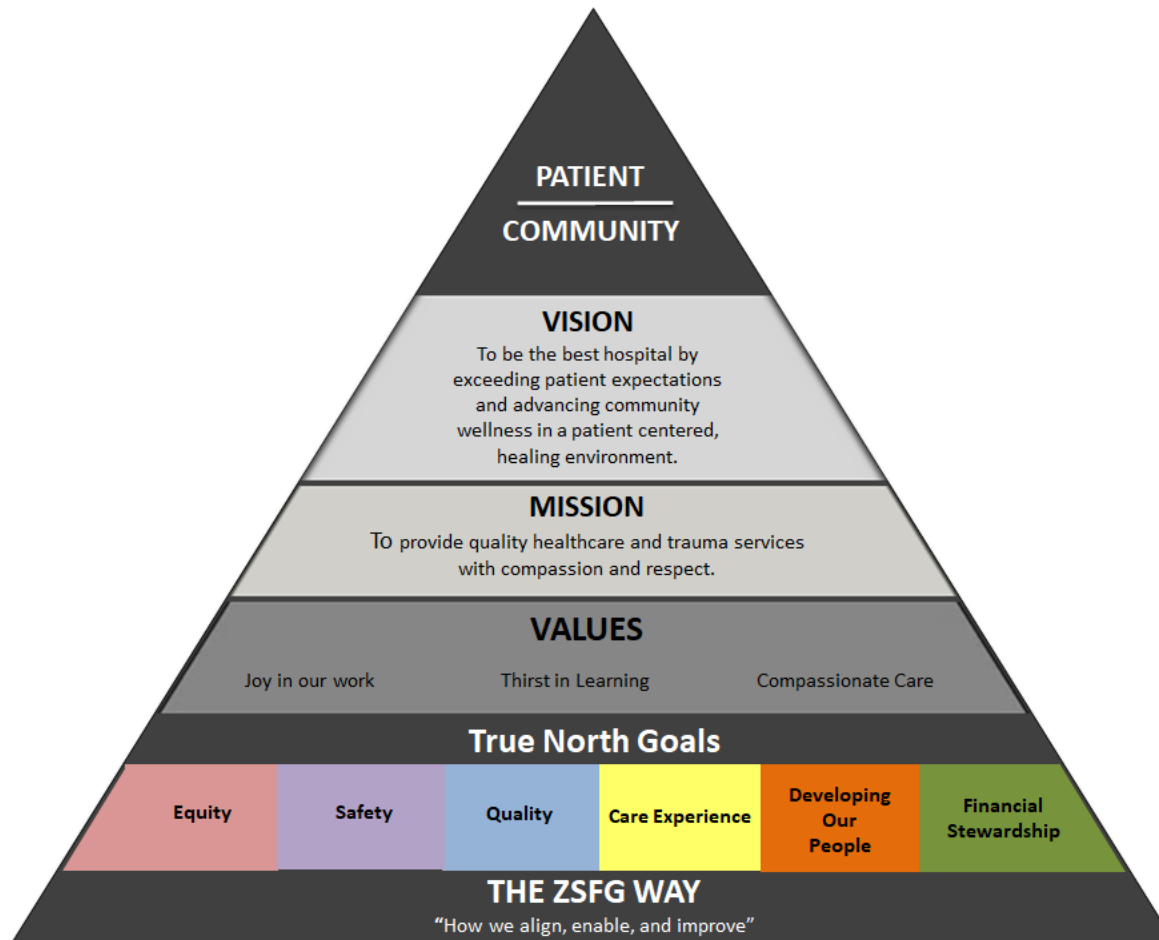 PATIENT
COMMUNITY
VISION
To be the best hospital by
exceeding patient expectations
and advancing community
wellness in a patient centered,
healing environment.
MISSION
To provide quality healthcare and trauma services
with compassion and respect.
VALUES
Joy in our work Thirst in Learning Compassionate Care
True North Goals
Equity
Safety
Quality
Care Experience
Developing
Our
People
Financial
Stewardship
THE ZSFG WAY
“How we align, enable, and improve”